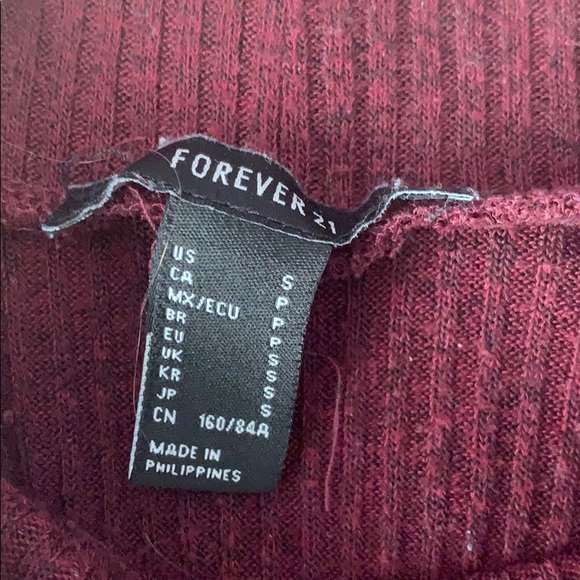 FOREVER 21
US S
CA P
MX/ECU P
BR P
EU S
UK S
KR S
JP S
CN 160/84A
MADE IN
PHILIPPINES